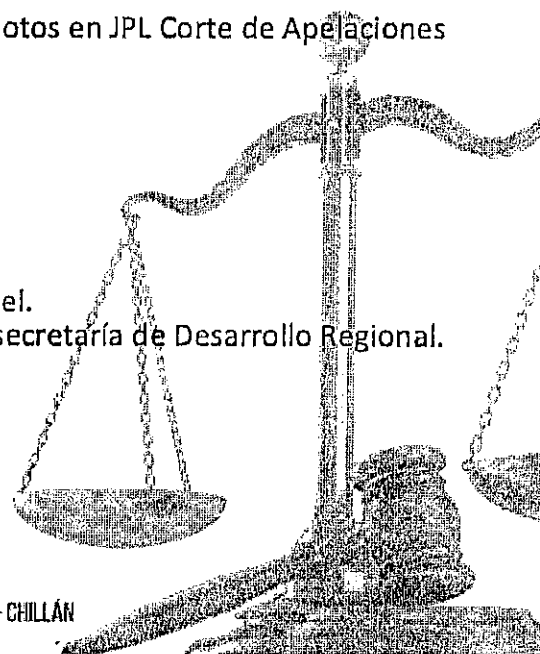 otos en JPL Corte de Apelaciones
el.
secretaría de Desarrollo Regional.
- CHILLÁN